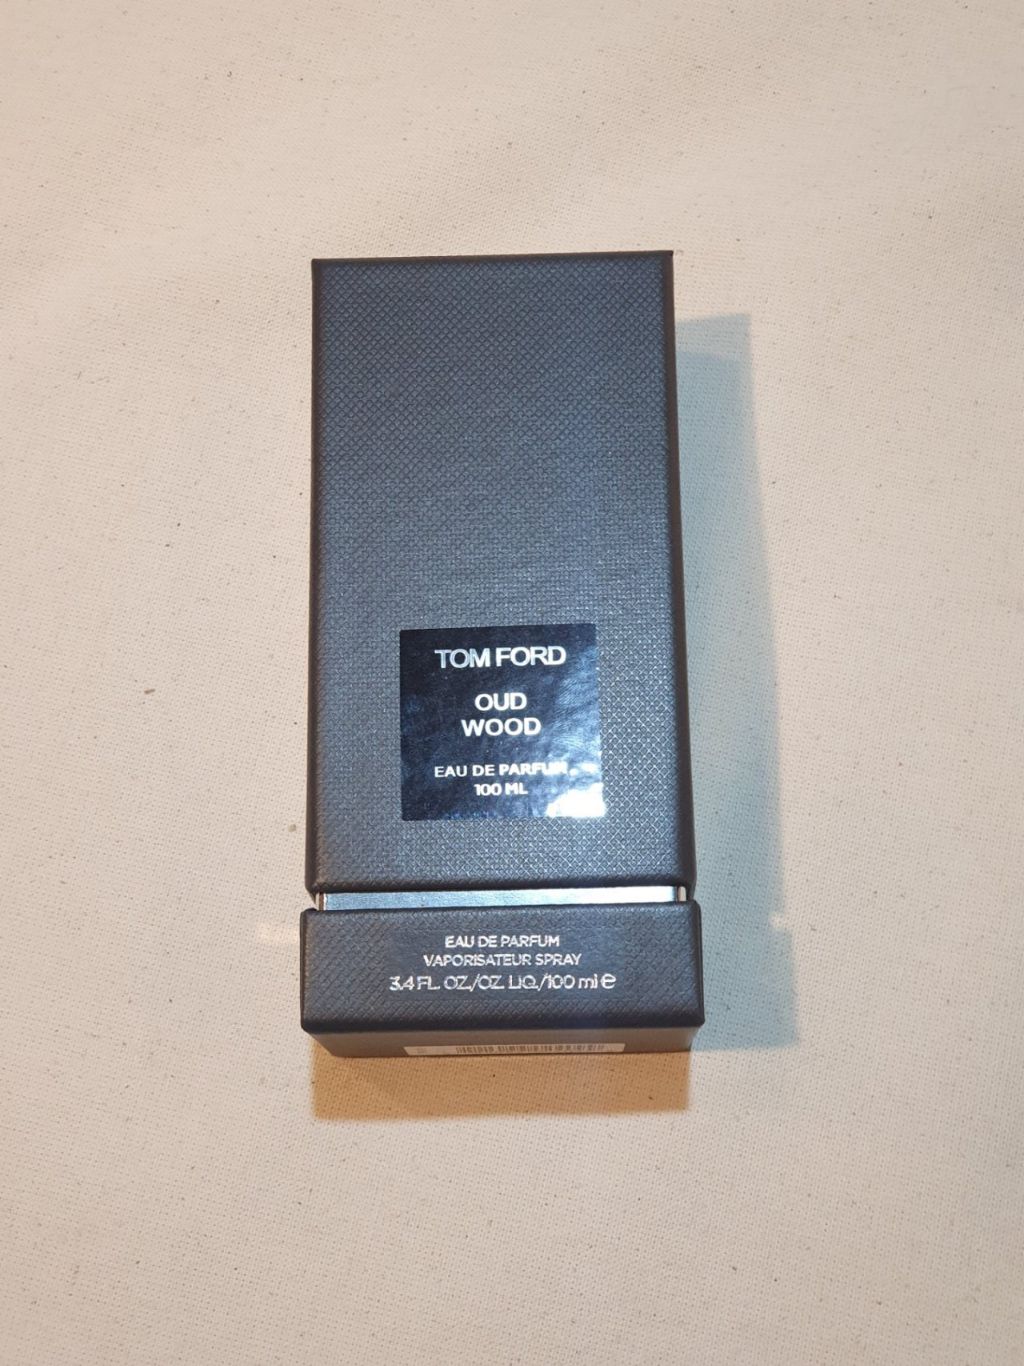 TOM FORD
OUD
WOOD
EAU DE PARFUM
100 ML
EAU DE PARFUM
VAPORISATEUR SPRAY
3.4 FL. OZ./OZ. LIQ./100 ml e